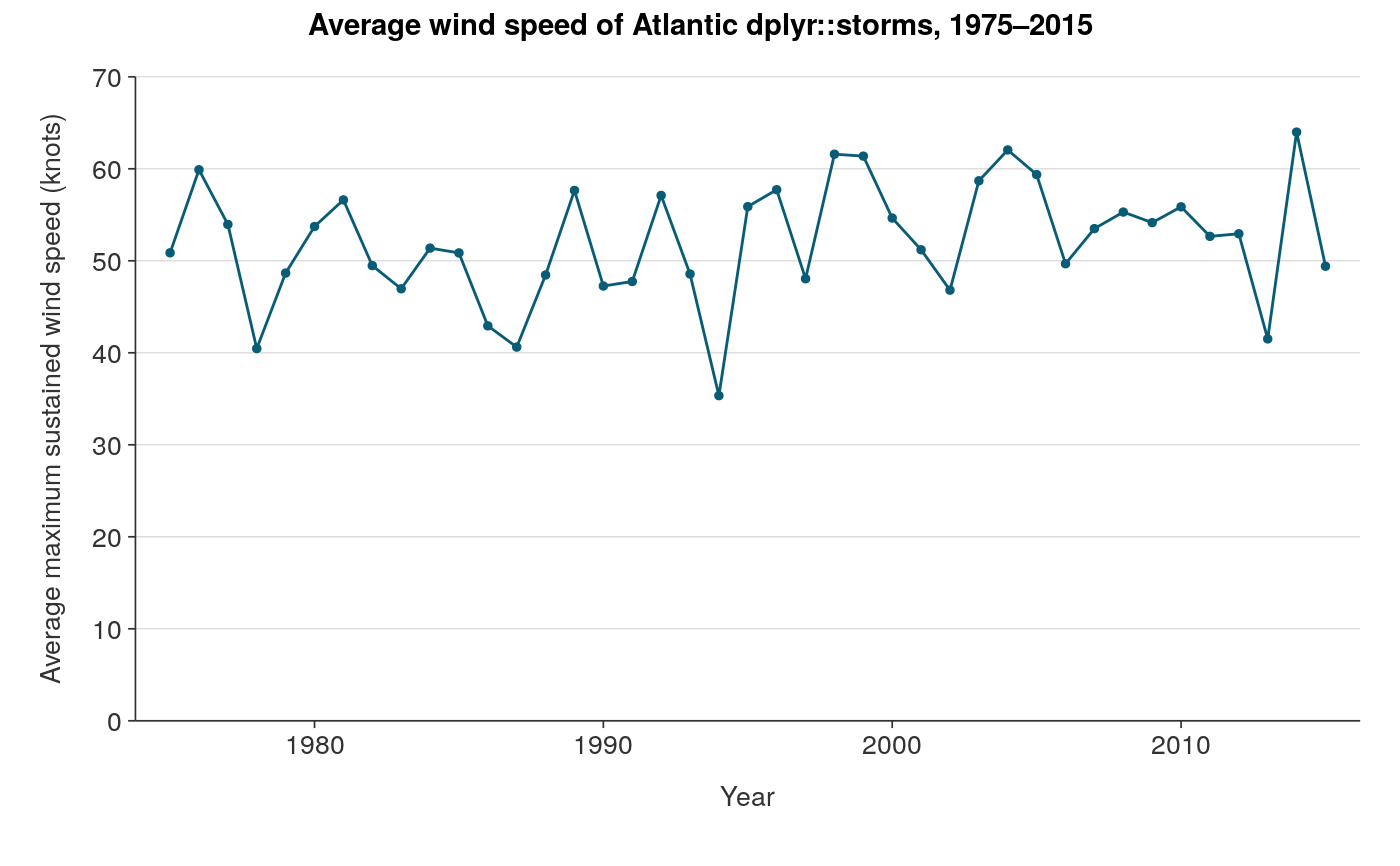 Average wind speed of Atlantic dplyr::storms, 1975–2015
Average maximum sustained wind speed (knots)
70
60
50
40
30
20
10
0
1980 1990 2000 2010
Year